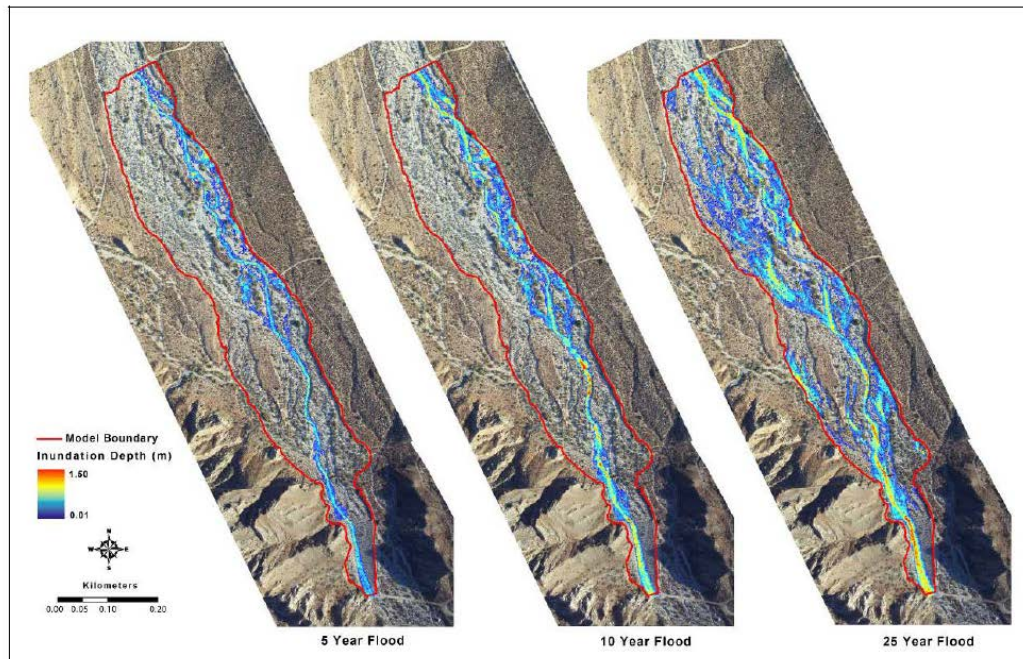 Model Boundary
Inundation Depth (m)
1.50
0.01
N
W E
S
Kilometers
0.00 0.05 0.10 0.20
5 Year Flood
10 Year Flood
25 Year Flood